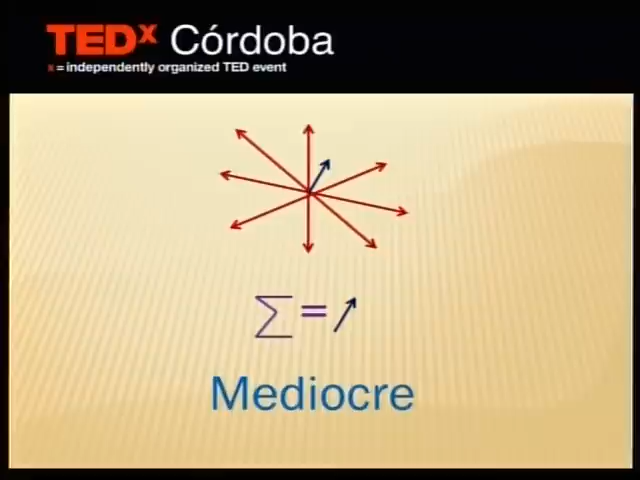 TEDx Córdoba
x = independently organized TED event
∑ =
Mediocre